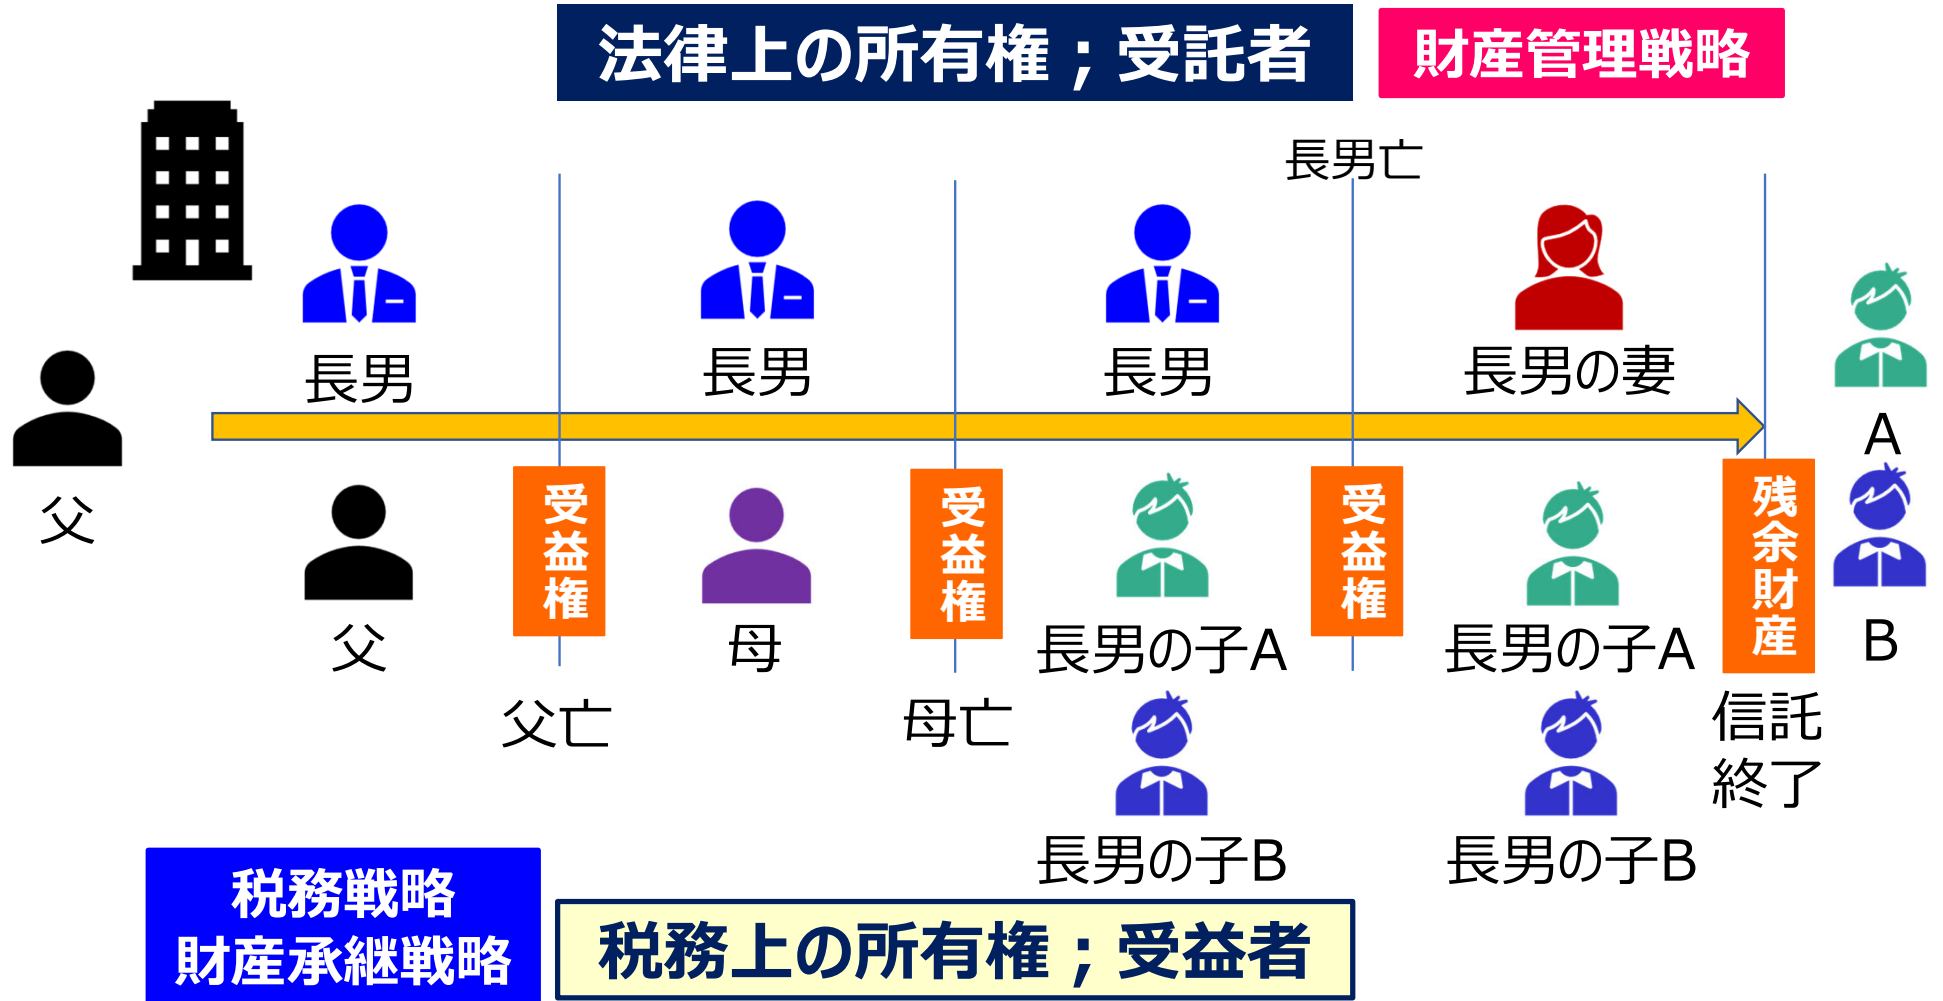 法律上の所有権；受託者
財産管理戦略
長男亡
長男
長男
長男
長男の妻
A
父
受益権
受益権
受益権
残余財産
父
母
長男の子A
長男の子A
B
父亡
母亡
信託
終了
長男の子B
長男の子B
税務戦略
財産承継戦略
税務上の所有権；受益者